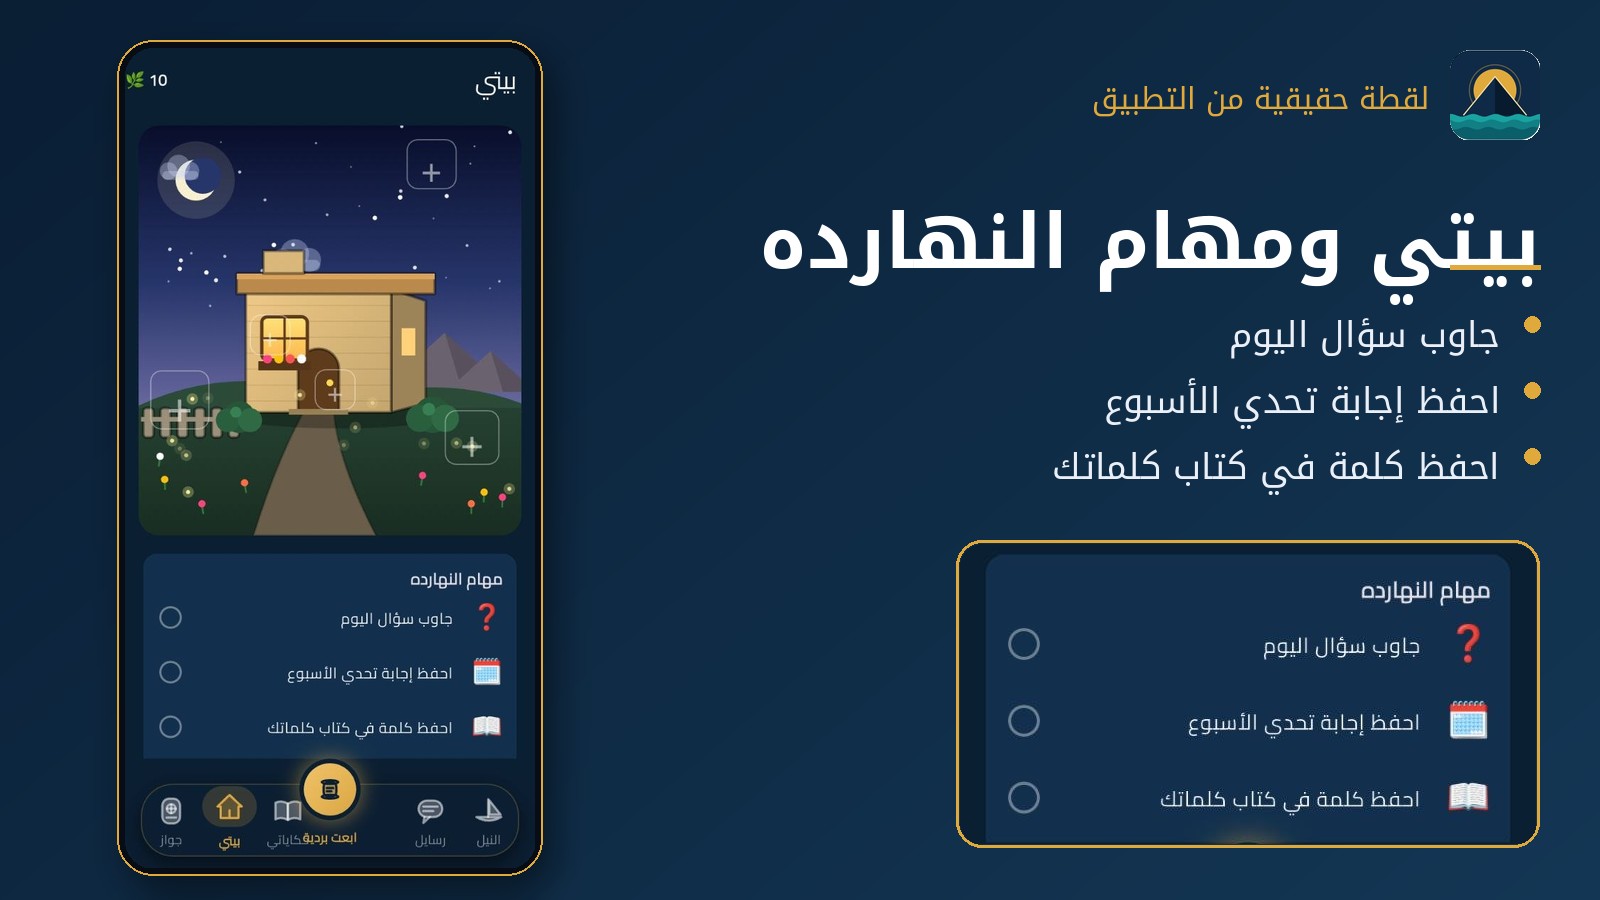 لقطة حقيقية من التطبيق
بيتي ومهام النهارده
جاوب سؤال اليوم
احفظ إجابة تحدي الأسبوع
احفظ كلمة في كتاب كلماتك
مهام النهارده
جاوب سؤال اليوم
احفظ إجابة تحدي الأسبوع
احفظ كلمة في كتاب كلماتك
بيتي
10
مهام النهارده
جاوب سؤال اليوم
احفظ إجابة تحدي الأسبوع
احفظ كلمة في كتاب كلماتك
النيل
رسايل
ابعت بردية
بيتي
جواز